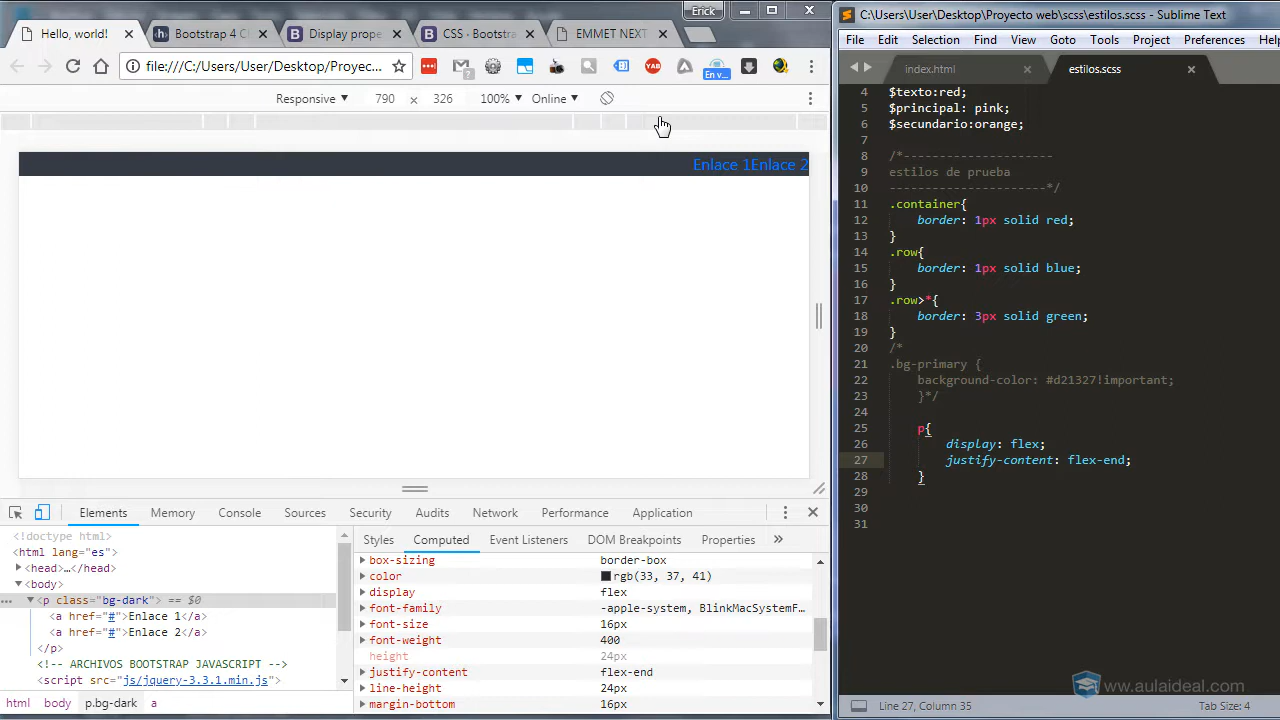 Erick
C:\Users\User\Desktop\Proyecto web\scss\estilos.scss - Sublime Text
Hello, world!
Bootstrap 4 Cl
Display prope
CSS · Bootstra
EMMET NEXT
File Edit Selection Find View Goto Tools Project Preferences Help
file:///C:/Users/User/Desktop/Proyec...
YAB
En v...
index.html
estilos.scss
Responsive 790 × 326 100% Online
Enlace 1Enlace 2
4 $texto:red;
5 $principal: pink;
6 $secundario:orange;
7
8 /*---------------------
9 estilos de prueba
10 ----------------------*/
11 .container{
12 border: 1px solid red;
13 }
14 .row{
15 border: 1px solid blue;
16 }
17 .row>*{
18 border: 3px solid green;
19 }
20 /*
21 .bg-primary {
22 background-color: #d21327!important;
23 }*/
24
25 p{
26 display: flex;
27 justify-content: flex-end;
28 }
29
30
31
Elements Memory Console Sources Security Audits Network Performance Application
<!doctype html>
<html lang="es">
<head>…</head>
<body>
... <p class="bg-dark"> == $0
<a href="#">Enlace 1</a>
<a href="#">Enlace 2</a>
</p>
<!-- ARCHIVOS BOOTSTRAP JAVASCRIPT -->
<script src="js/jquery-3.3.1.min.js">
html body p.bg-dark a
Styles Computed Event Listeners DOM Breakpoints Properties »
box-sizing border-box
color rgb(33, 37, 41)
display flex
font-family -apple-system, BlinkMacSystemF…
font-size 16px
font-weight 400
height 24px
justify-content flex-end
line-height 24px
margin-bottom 16px
www.aulaideal.com
Line 27, Column 35
Tab Size: 4